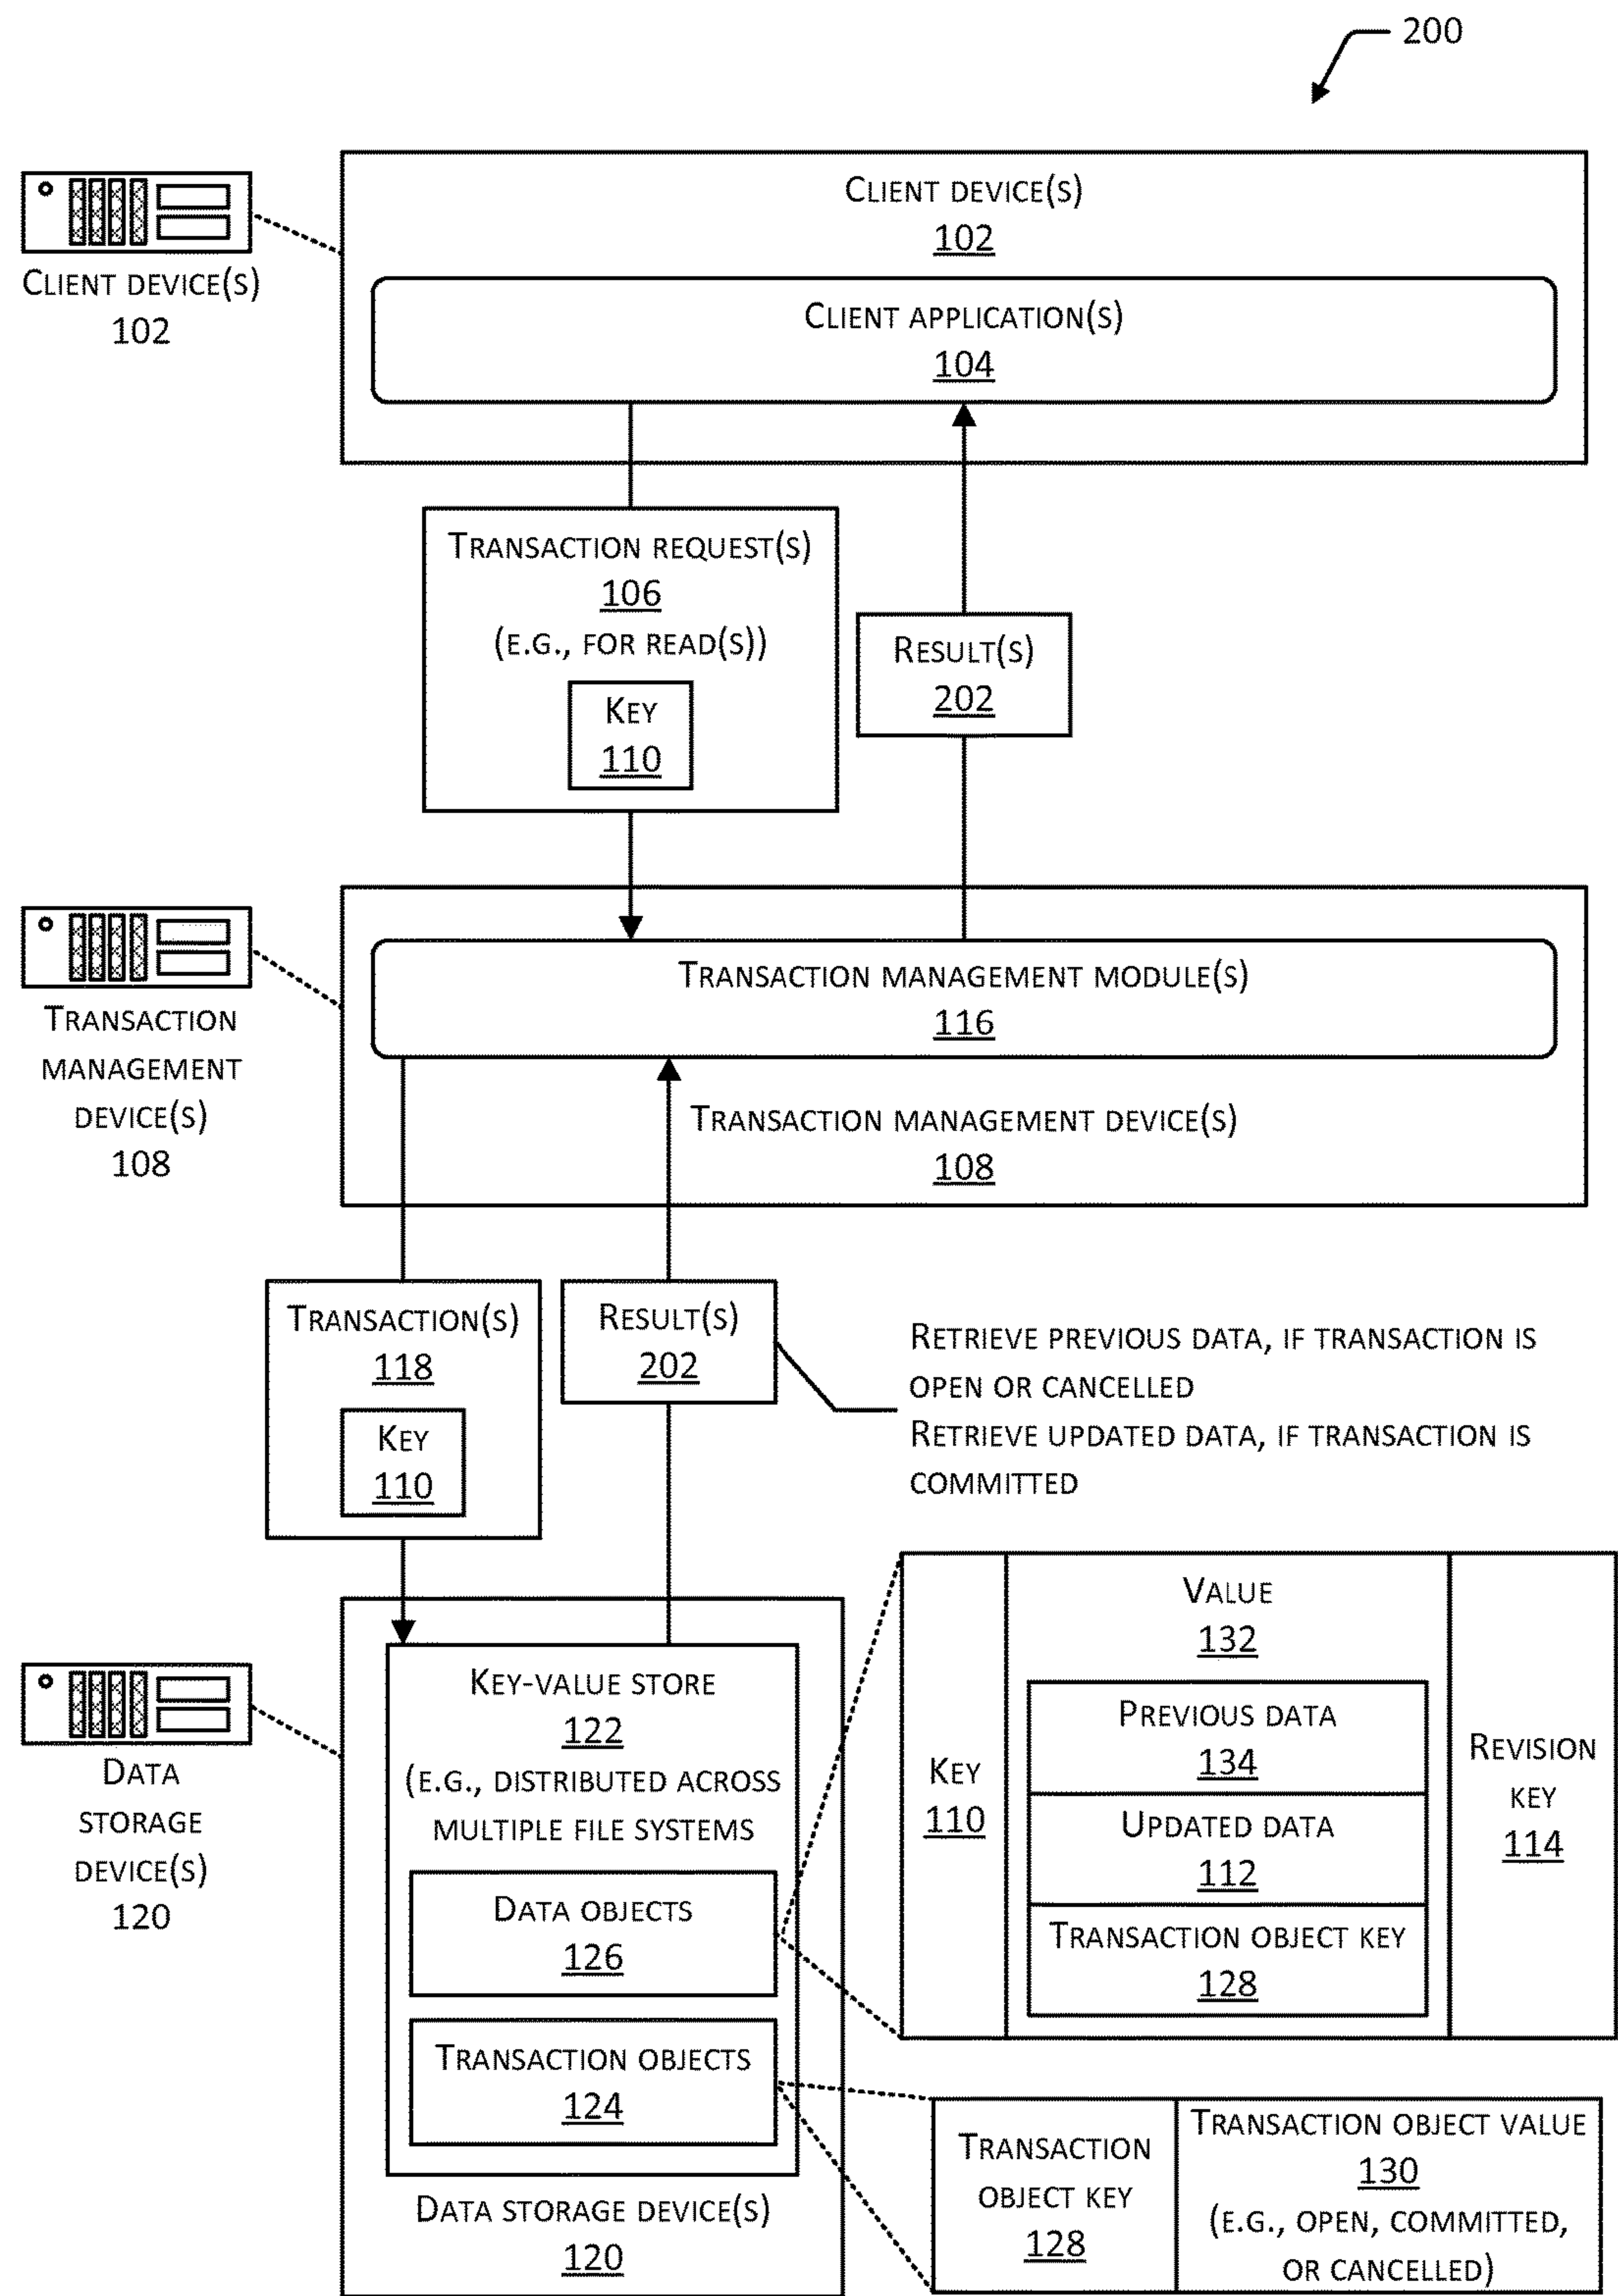 200
CLIENT DEVICE(S)
102
CLIENT DEVICE(S)
102
CLIENT APPLICATION(S)
104
TRANSACTION REQUEST(S)
106
(E.G., FOR READ(S))
KEY
110
RESULT(S)
202
TRANSACTION
MANAGEMENT
DEVICE(S)
108
TRANSACTION MANAGEMENT MODULE(S)
116
TRANSACTION MANAGEMENT DEVICE(S)
108
TRANSACTION(S)
118
KEY
110
RESULT(S)
202
RETRIEVE PREVIOUS DATA, IF TRANSACTION IS
OPEN OR CANCELLED
RETRIEVE UPDATED DATA, IF TRANSACTION IS
COMMITTED
DATA
STORAGE
DEVICE(S)
120
KEY-VALUE STORE
122
(E.G., DISTRIBUTED ACROSS
MULTIPLE FILE SYSTEMS
DATA OBJECTS
126
TRANSACTION OBJECTS
124
DATA STORAGE DEVICE(S)
120
KEY
110
VALUE
132
PREVIOUS DATA
134
UPDATED DATA
112
TRANSACTION OBJECT KEY
128
REVISION
KEY
114
TRANSACTION
OBJECT KEY
128
TRANSACTION OBJECT VALUE
130
(E.G., OPEN, COMMITTED,
OR CANCELLED)